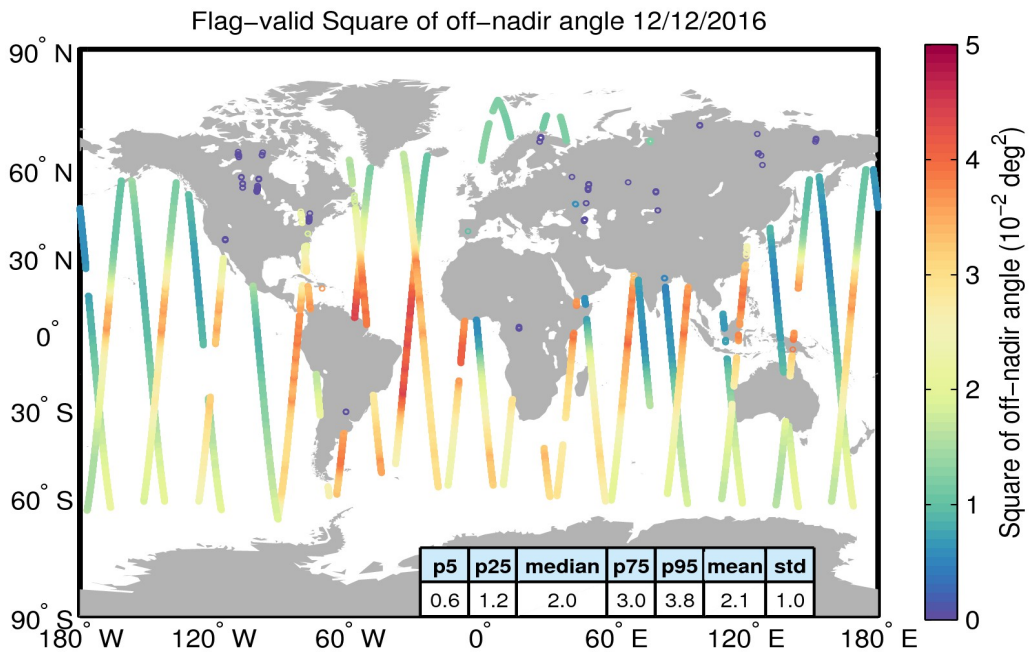 Flag-valid Square of off-nadir angle 12/12/2016
90° N
60° N
30° N
0°
30° S
60° S
90° S
180° W
120° W
60° W
0°
60° E
120° E
180° E
p5 p25 median p75 p95 mean std
0.6 1.2 2.0 3.0 3.8 2.1 1.0
5
4
3
2
1
0
Square of off-nadir angle (10⁻² deg²)